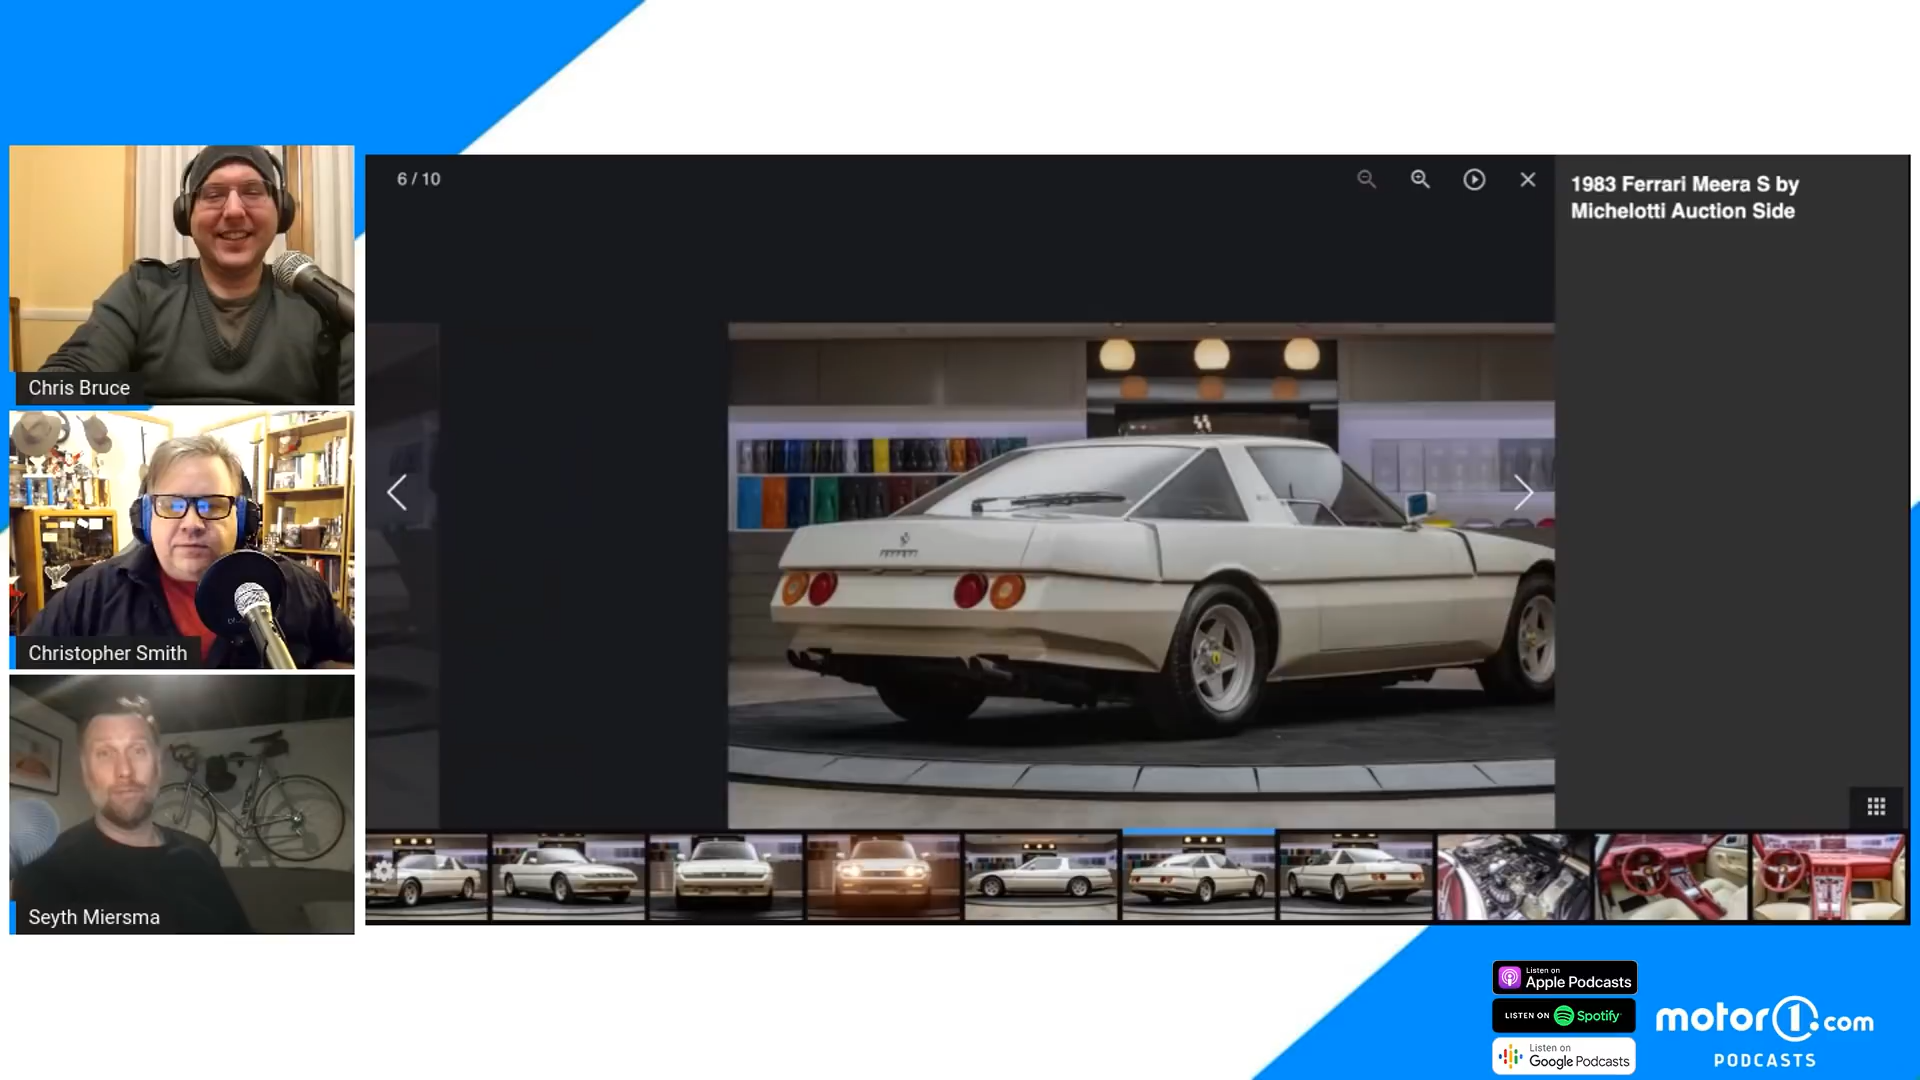 6 / 10
1983 Ferrari Meera S by
Michelotti Auction Side
Chris Bruce
Christopher Smith
Seyth Miersma
Ferrari
Listen on
Apple Podcasts
LISTEN ON Spotify
Listen on
Google Podcasts
motor1.com
PODCASTS